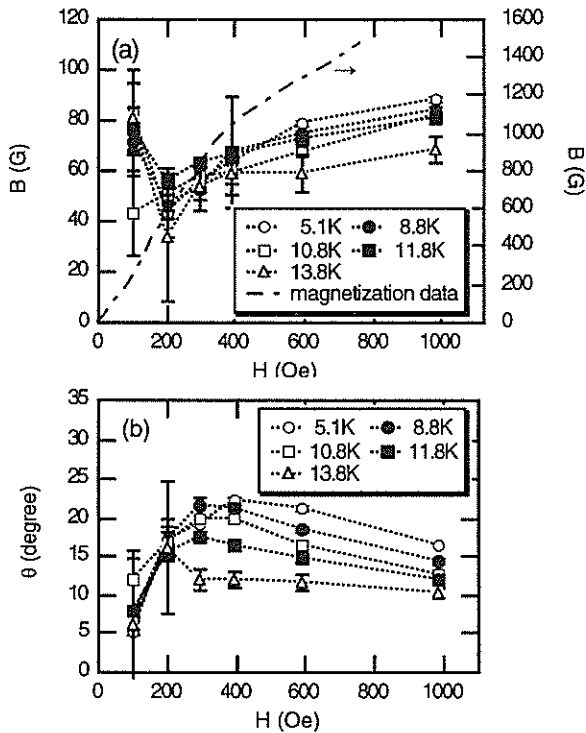 (a)
120
100
80
60
40
20
0
B (G)
1600
1400
1200
1000
800
600
400
200
0
B (G)
→
5.1K 8.8K
10.8K 11.8K
13.8K
magnetization data
0 200 400 600 800 1000
H (Oe)
(b)
35
30
25
20
15
10
5
0
θ (degree)
5.1K 8.8K
10.8K 11.8K
13.8K
0 200 400 600 800 1000
H (Oe)